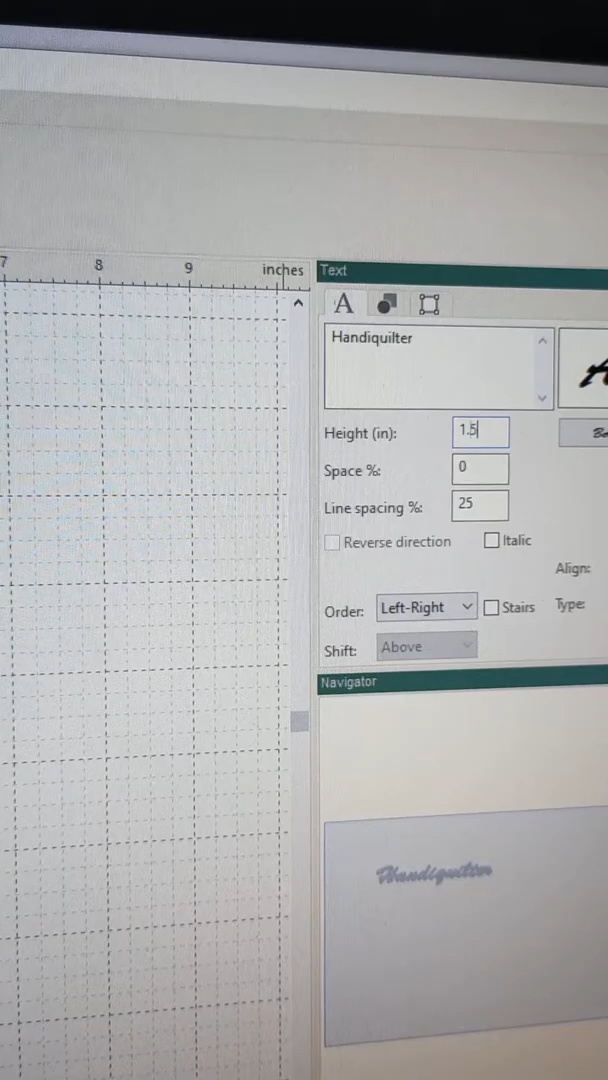 7 8 9 inches
Text
A
Handiquilter
Height (in): 1.5
Space %: 0
Line spacing %: 25
Reverse direction Italic
Align:
Order: Left-Right Stairs Type:
Shift: Above
Navigator
Handiquilter